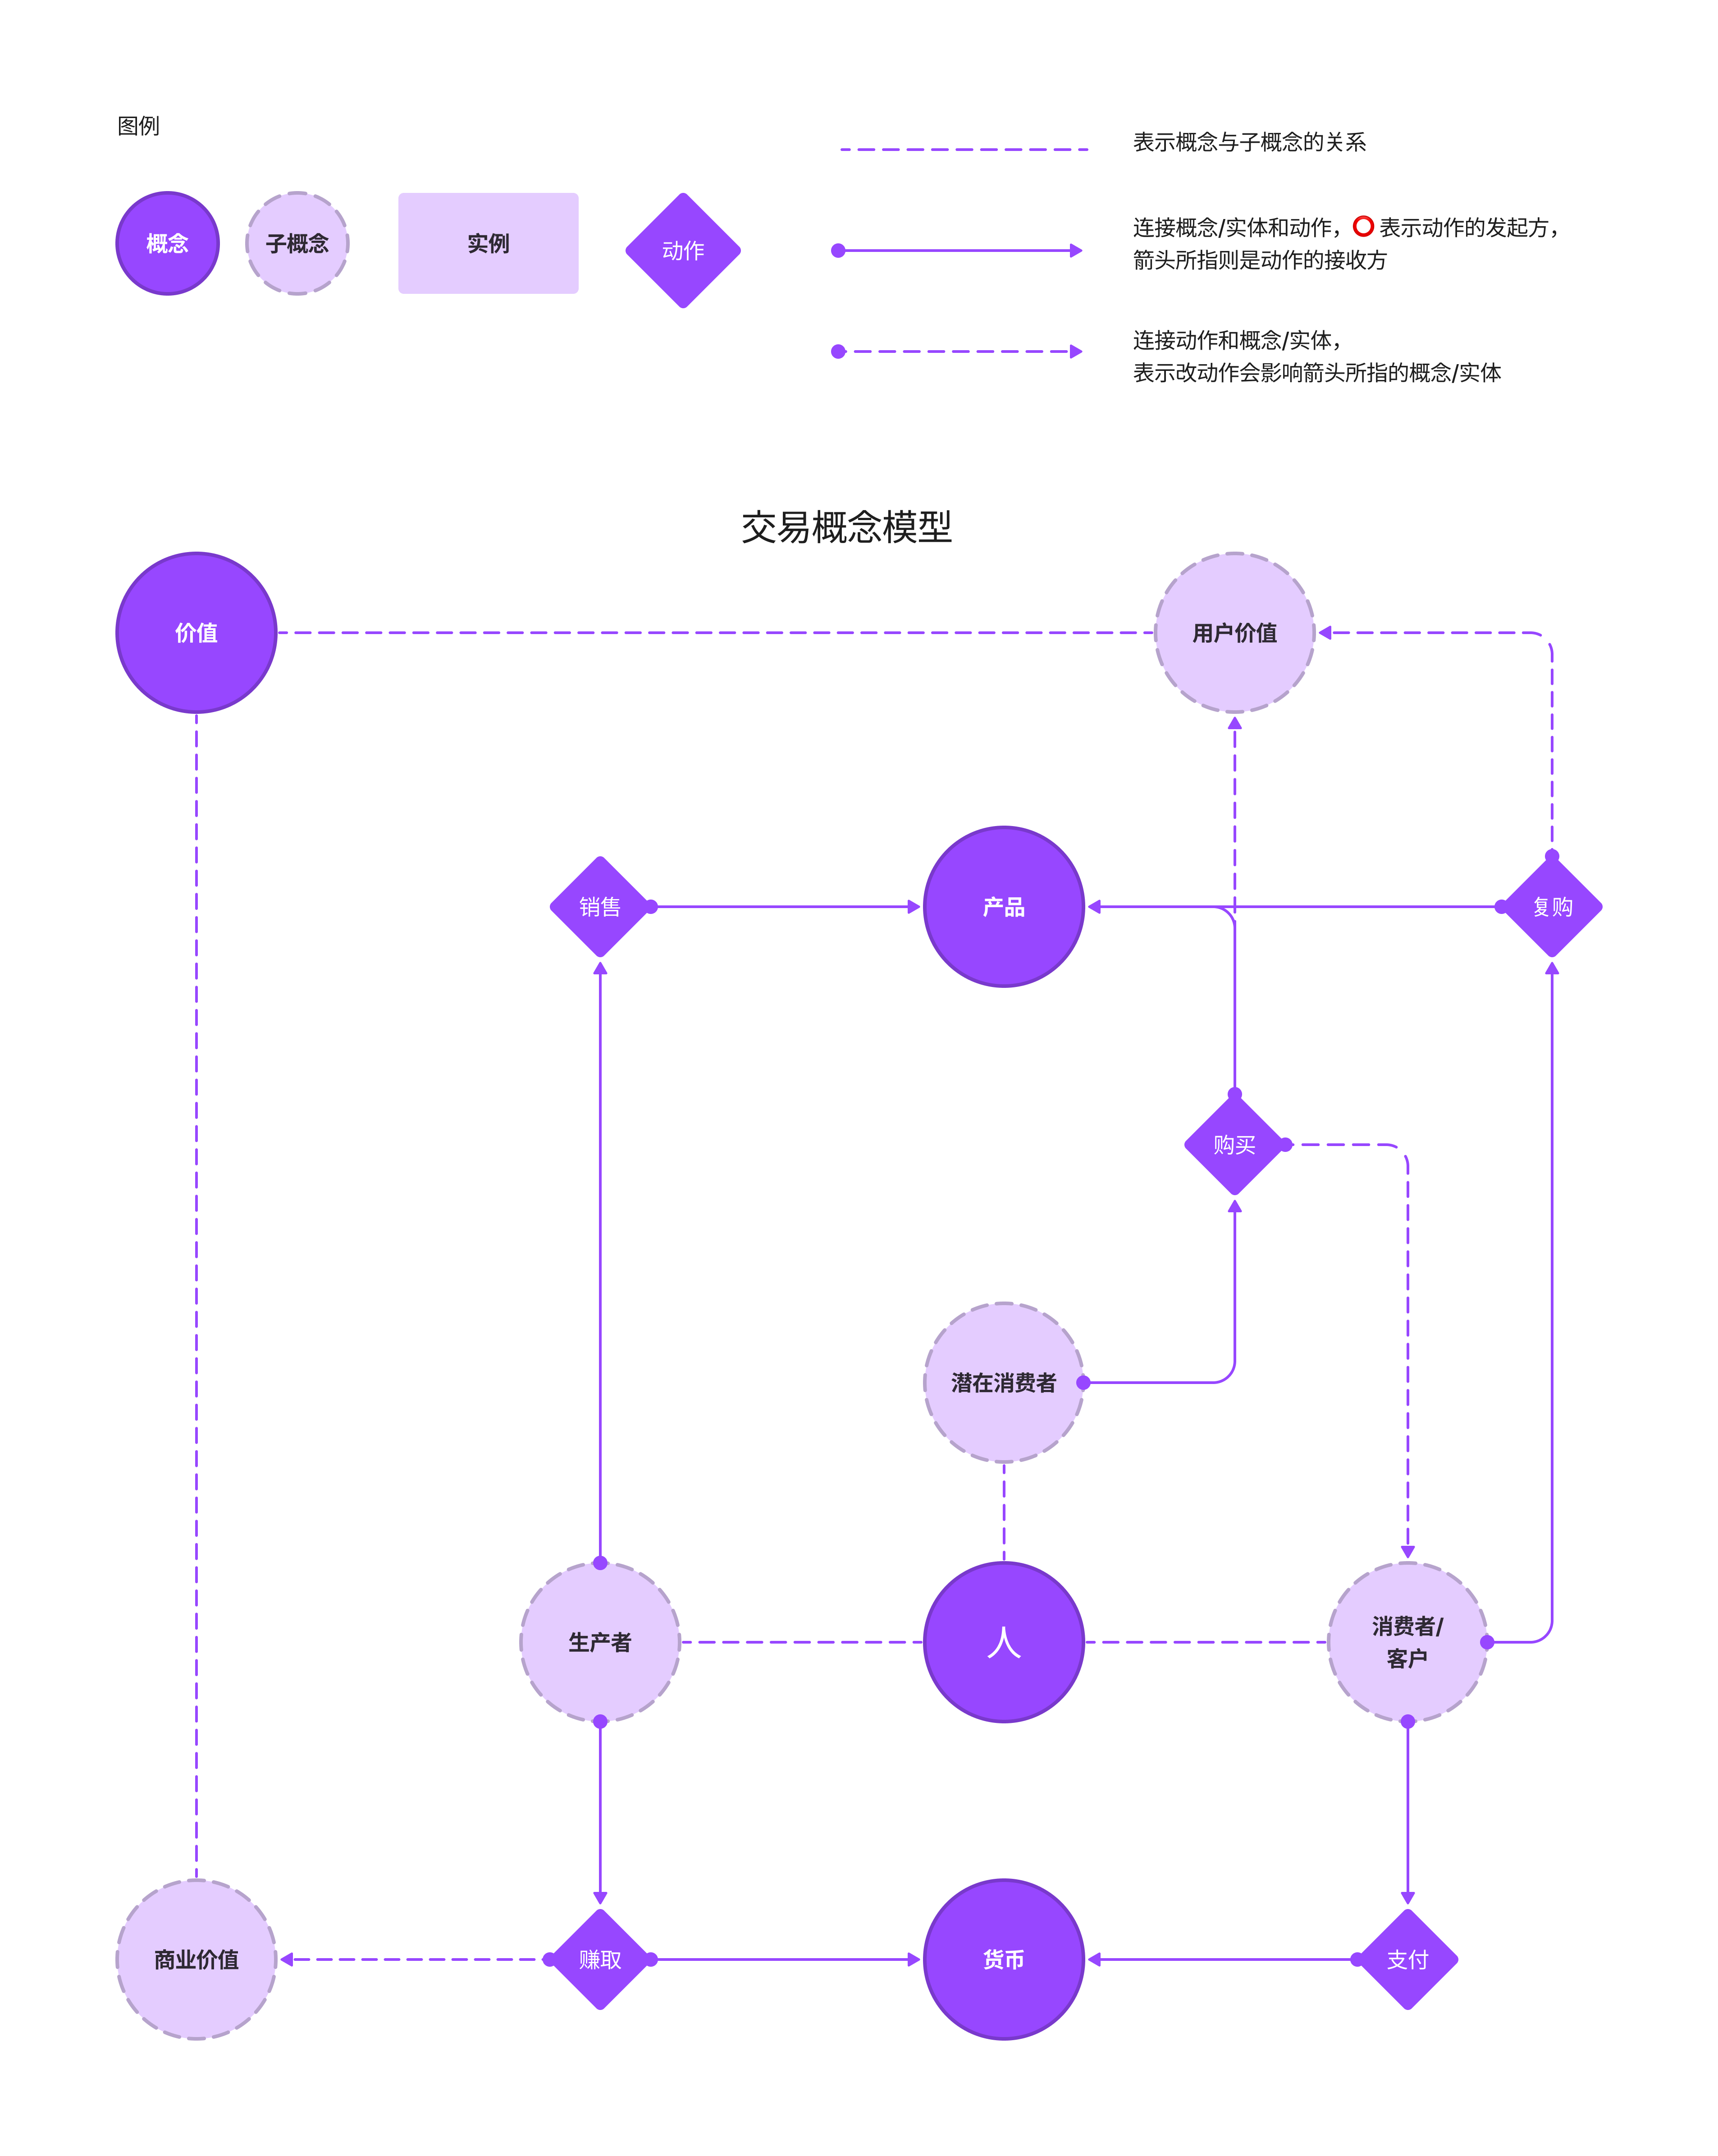 图例
概念
子概念
实例
动作
表示概念与子概念的关系
连接概念/实体和动作，⭕ 表示动作的发起方，
箭头所指则是动作的接收方
连接动作和概念/实体，
表示改动作会影响箭头所指的概念/实体
交易概念模型
价值
用户价值
销售
产品
复购
购买
潜在消费者
生产者
人
消费者/
客户
商业价值
赚取
货币
支付